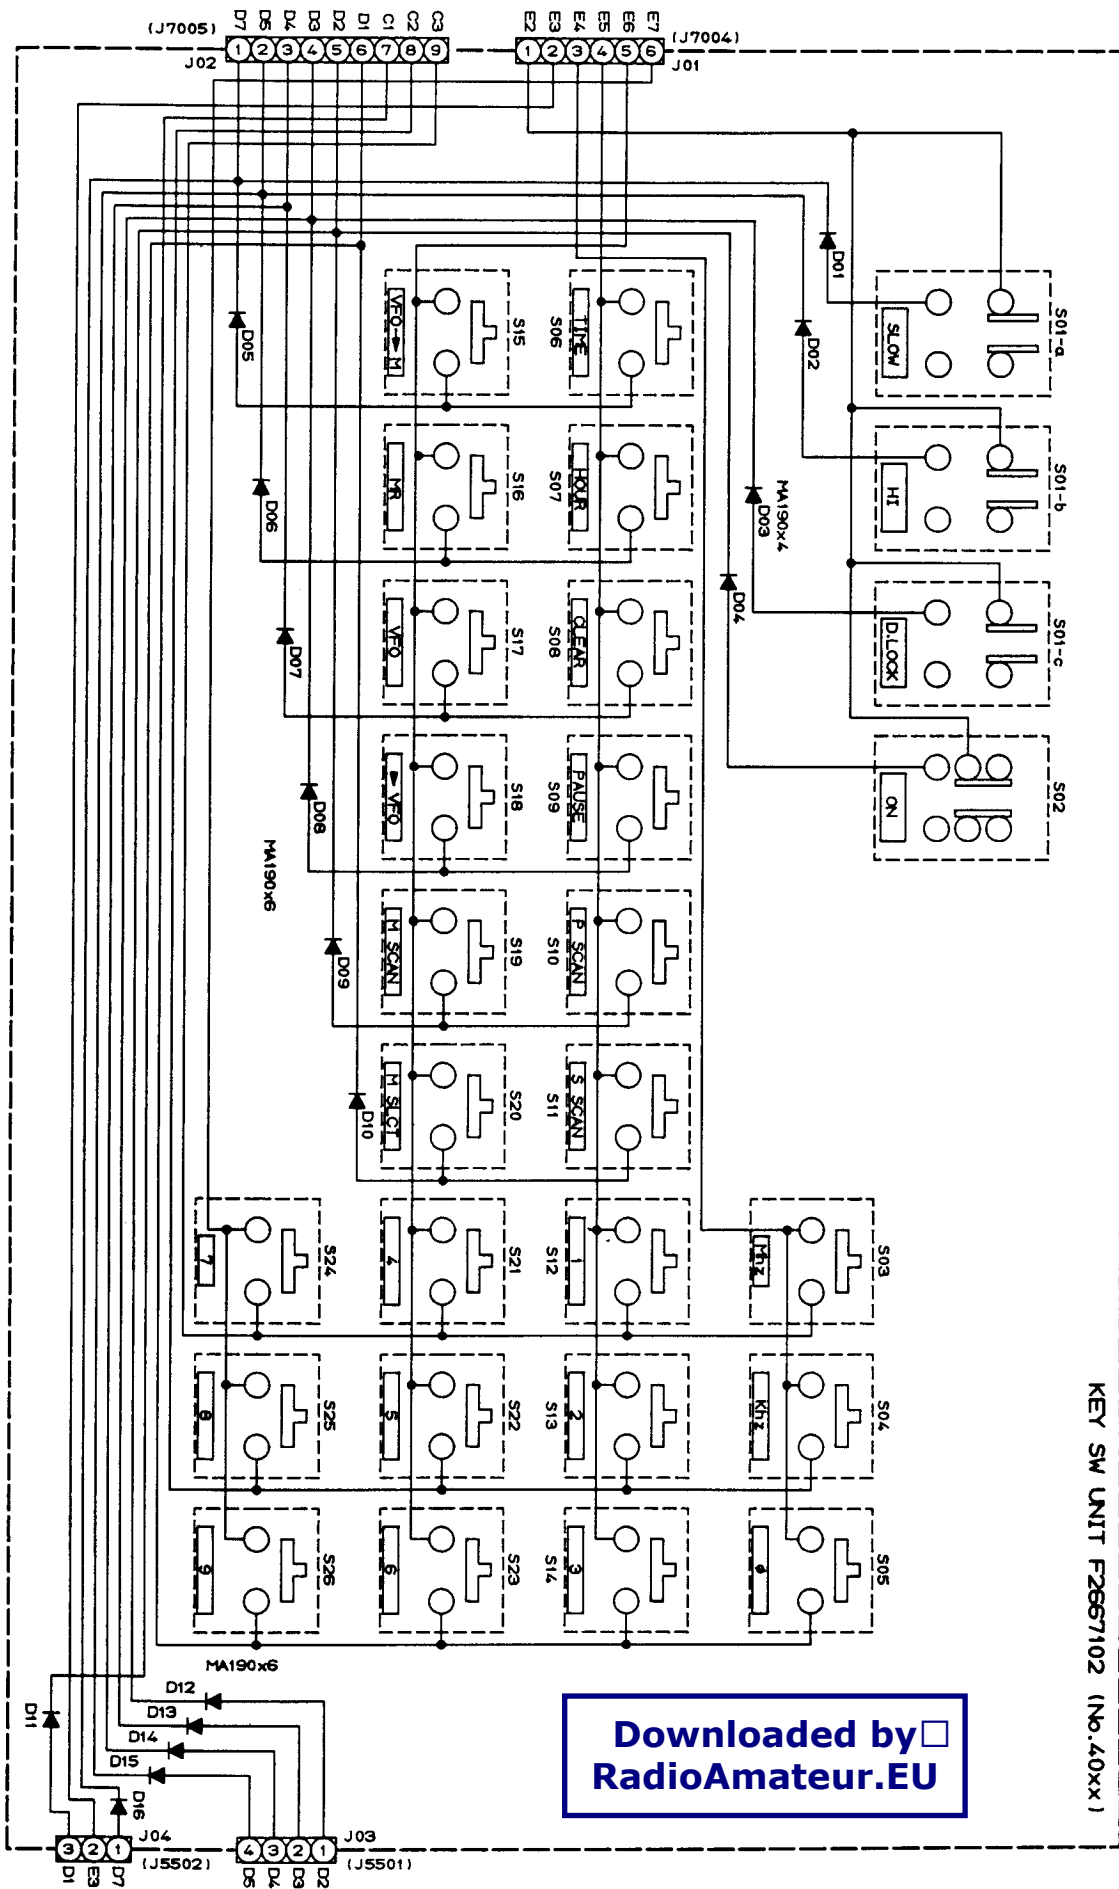 KEY SW UNIT F2667102 (No.40xx)
(J7005)
J02
D7
D5
D4
D3
D2
D1
C1
C2
C3
1
2
3
4
5
6
7
8
9
(J7004)
J01
E2
E3
E4
E5
E6
E7
1
2
3
4
5
6
D01
D02
MA190x4
D03
D04
S01-a
SLOW
S01-b
HI
S01-c
D.LOCK
S02
ON
D05
D06
D07
D08
MA190x6
D09
D10
S15
VFO►M
S06
TIME
S16
MR
S07
HOUR
S17
VFO
S08
CLEAR
S18
►VFO
S09
PAUSE
S19
M SCAN
S10
P SCAN
S20
M SLCT
S11
S SCAN
S24
7
S21
4
S12
1
S03
Mhz
S25
8
S22
5
S13
2
S04
Khz
S26
9
S23
6
S14
3
S05
ø
MA190x6
D12
D13
D14
D15
D11
D16
J04
(J5502)
3
2
1
D1
E3
D7
J03
(J5501)
4
3
2
1
D5
D4
D3
D2
Downloaded by□
RadioAmateur.EU